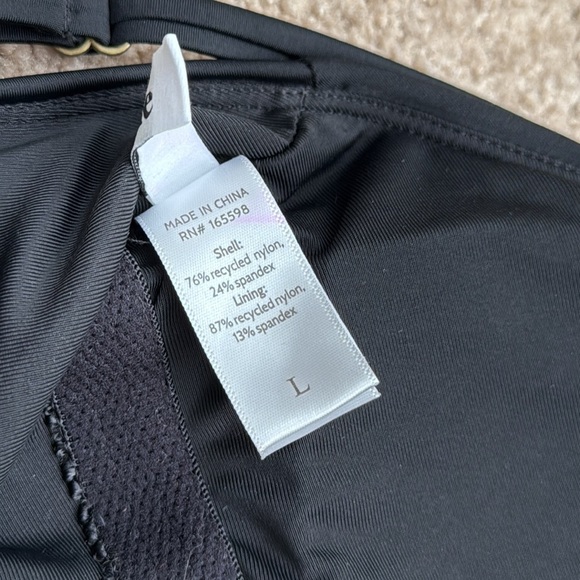 MADE IN CHINA
RN# 165598
Shell:
76% recycled nylon,
24% spandex
Lining:
87% recycled nylon,
13% spandex
L